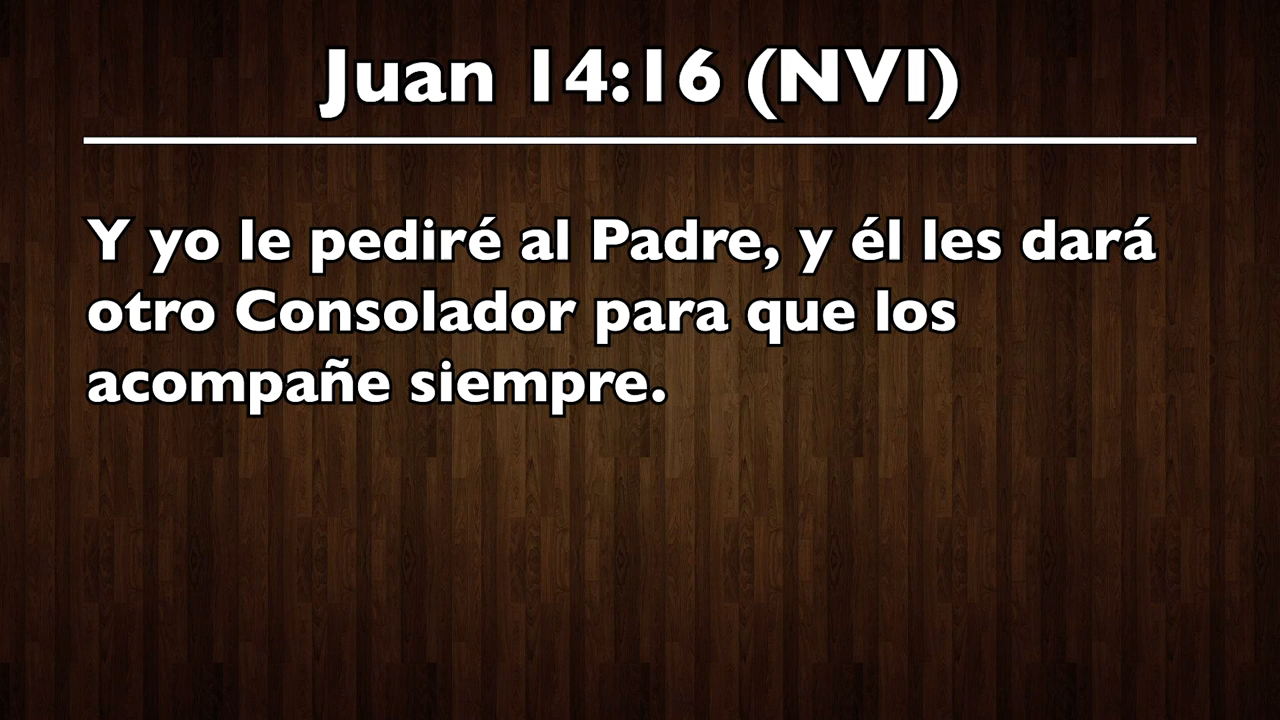 Juan 14:16 (NVI)
Y yo le pediré al Padre, y él les dará
otro Consolador para que los
acompañe siempre.